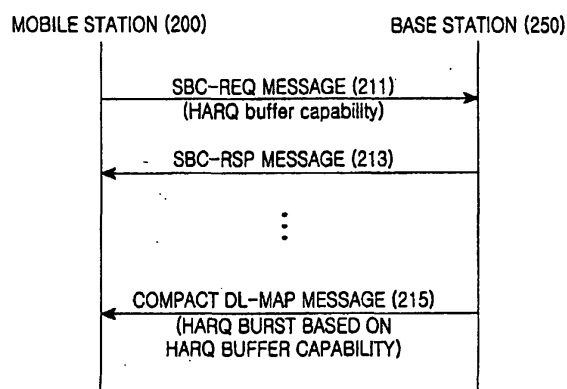 MOBILE STATION (200)
BASE STATION (250)
SBC-REQ MESSAGE (211)
(HARQ buffer capability)
SBC-RSP MESSAGE (213)
COMPACT DL-MAP MESSAGE (215)
(HARQ BURST BASED ON
HARQ BUFFER CAPABILITY)